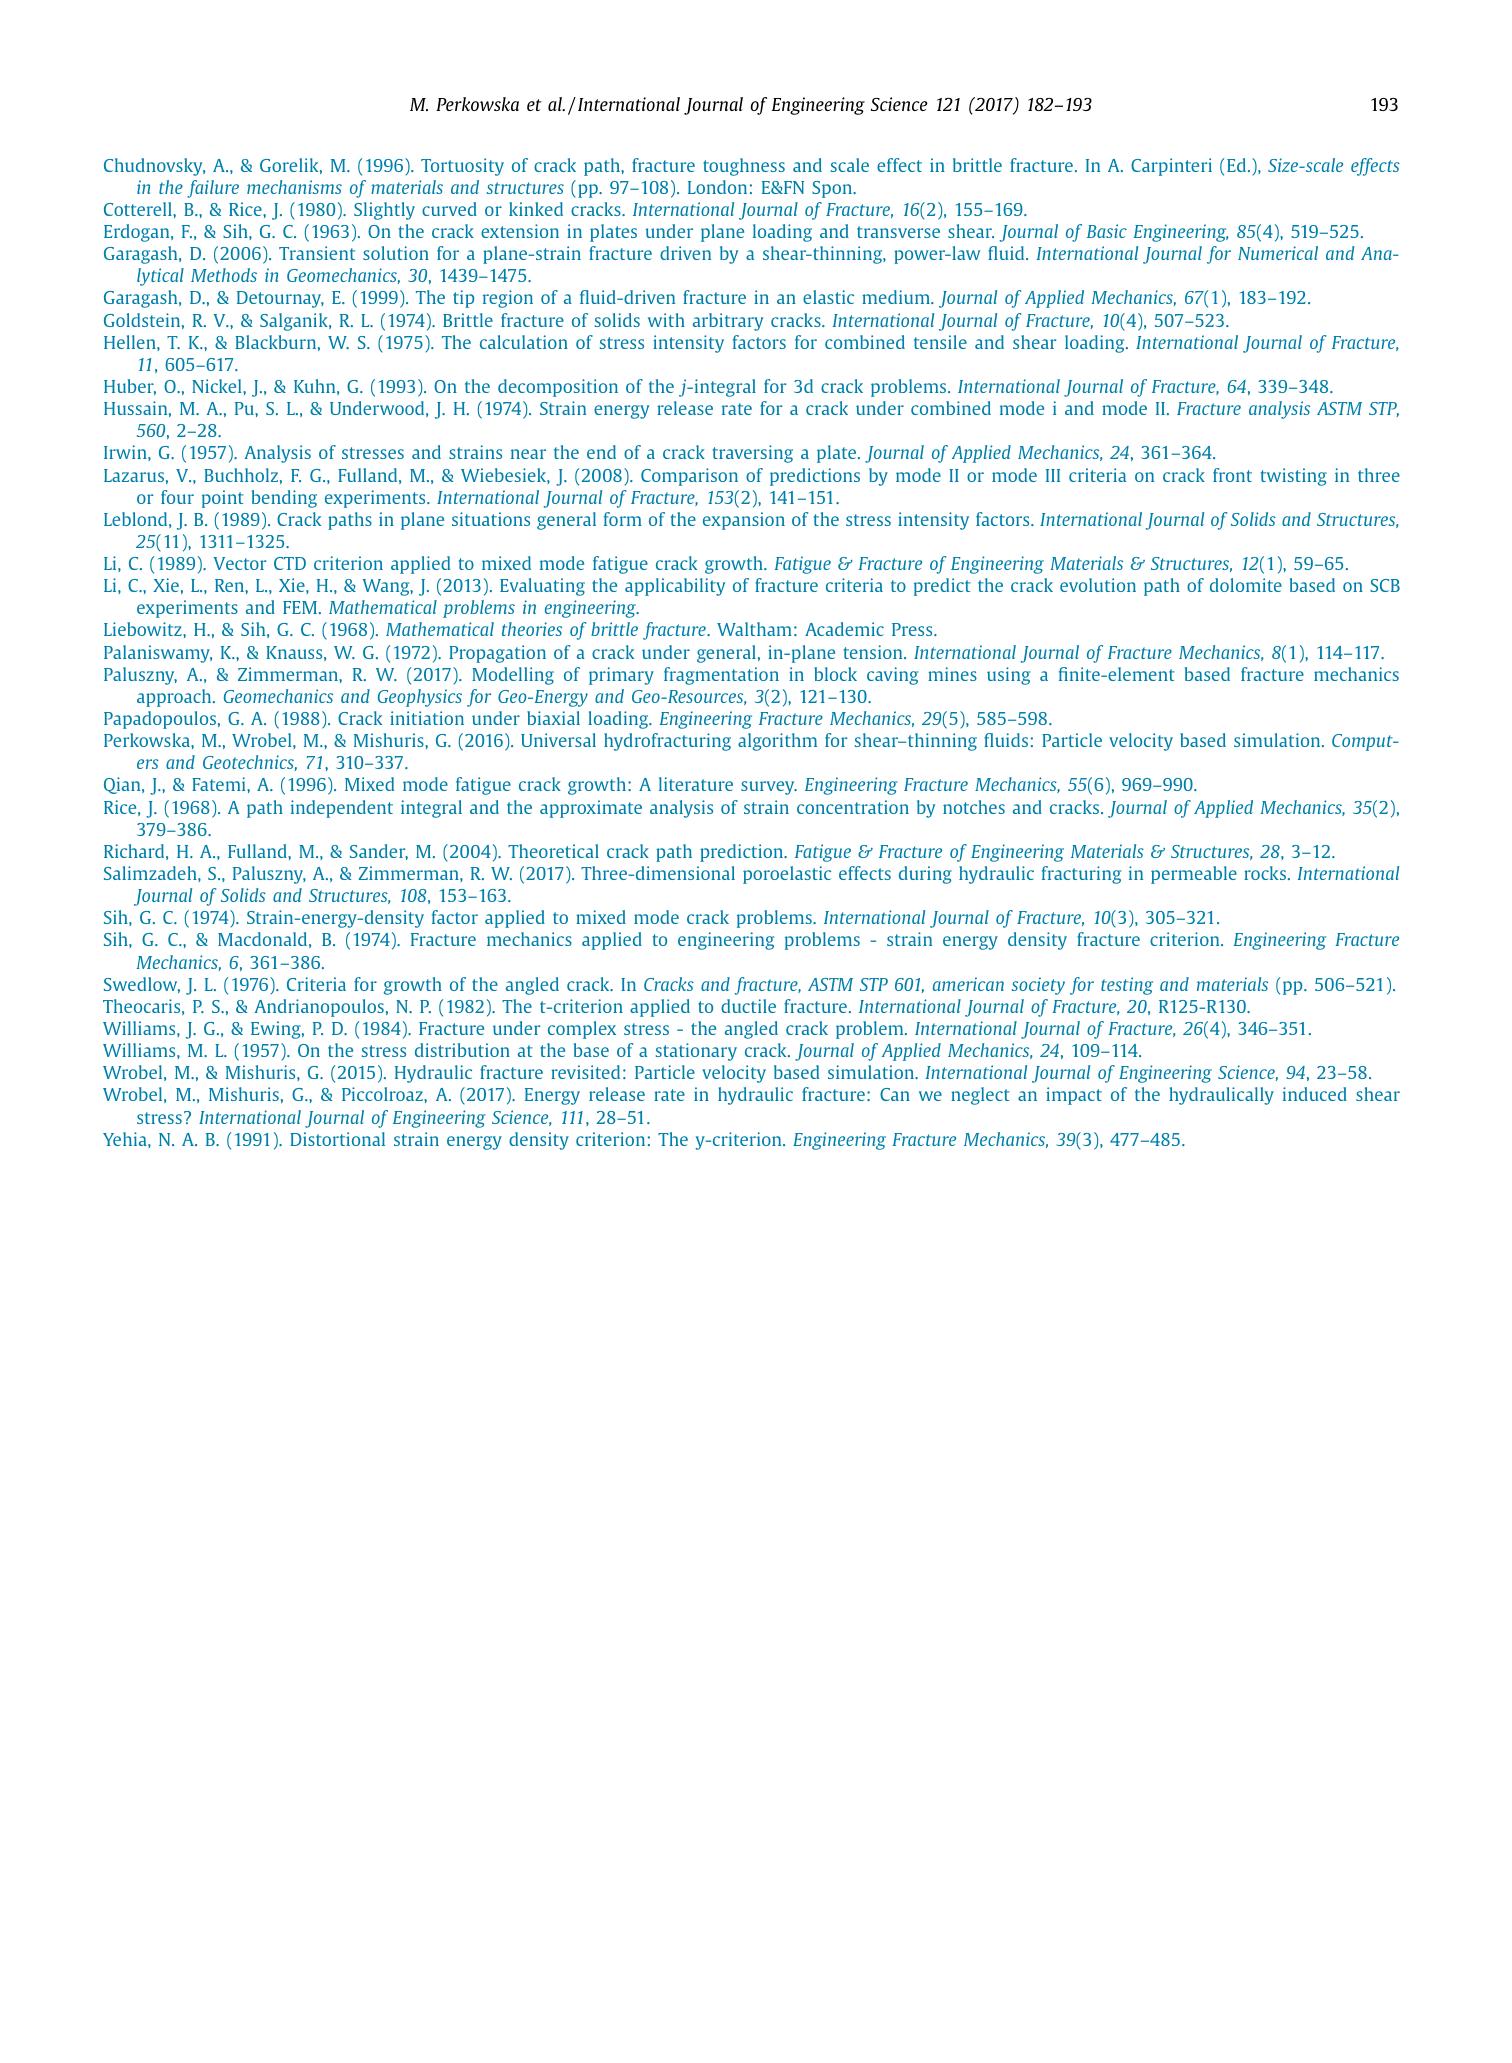 M. Perkowska et al. / International Journal of Engineering Science 121 (2017) 182–193 193
Chudnovsky, A., & Gorelik, M. (1996). Tortuosity of crack path, fracture toughness and scale effect in brittle fracture. In A. Carpinteri (Ed.), Size-scale effects
in the failure mechanisms of materials and structures (pp. 97–108). London: E&FN Spon.
Cotterell, B., & Rice, J. (1980). Slightly curved or kinked cracks. International Journal of Fracture, 16(2), 155–169.
Erdogan, F., & Sih, G. C. (1963). On the crack extension in plates under plane loading and transverse shear. Journal of Basic Engineering, 85(4), 519–525.
Garagash, D. (2006). Transient solution for a plane-strain fracture driven by a shear-thinning, power-law fluid. International Journal for Numerical and Ana-
lytical Methods in Geomechanics, 30, 1439–1475.
Garagash, D., & Detournay, E. (1999). The tip region of a fluid-driven fracture in an elastic medium. Journal of Applied Mechanics, 67(1), 183–192.
Goldstein, R. V., & Salganik, R. L. (1974). Brittle fracture of solids with arbitrary cracks. International Journal of Fracture, 10(4), 507–523.
Hellen, T. K., & Blackburn, W. S. (1975). The calculation of stress intensity factors for combined tensile and shear loading. International Journal of Fracture,
11, 605–617.
Huber, O., Nickel, J., & Kuhn, G. (1993). On the decomposition of the j-integral for 3d crack problems. International Journal of Fracture, 64, 339–348.
Hussain, M. A., Pu, S. L., & Underwood, J. H. (1974). Strain energy release rate for a crack under combined mode i and mode II. Fracture analysis ASTM STP,
560, 2–28.
Irwin, G. (1957). Analysis of stresses and strains near the end of a crack traversing a plate. Journal of Applied Mechanics, 24, 361–364.
Lazarus, V., Buchholz, F. G., Fulland, M., & Wiebesiek, J. (2008). Comparison of predictions by mode II or mode III criteria on crack front twisting in three
or four point bending experiments. International Journal of Fracture, 153(2), 141–151.
Leblond, J. B. (1989). Crack paths in plane situations general form of the expansion of the stress intensity factors. International Journal of Solids and Structures,
25(11), 1311–1325.
Li, C. (1989). Vector CTD criterion applied to mixed mode fatigue crack growth. Fatigue & Fracture of Engineering Materials & Structures, 12(1), 59–65.
Li, C., Xie, L., Ren, L., Xie, H., & Wang, J. (2013). Evaluating the applicability of fracture criteria to predict the crack evolution path of dolomite based on SCB
experiments and FEM. Mathematical problems in engineering.
Liebowitz, H., & Sih, G. C. (1968). Mathematical theories of brittle fracture. Waltham: Academic Press.
Palaniswamy, K., & Knauss, W. G. (1972). Propagation of a crack under general, in-plane tension. International Journal of Fracture Mechanics, 8(1), 114–117.
Paluszny, A., & Zimmerman, R. W. (2017). Modelling of primary fragmentation in block caving mines using a finite-element based fracture mechanics
approach. Geomechanics and Geophysics for Geo-Energy and Geo-Resources, 3(2), 121–130.
Papadopoulos, G. A. (1988). Crack initiation under biaxial loading. Engineering Fracture Mechanics, 29(5), 585–598.
Perkowska, M., Wrobel, M., & Mishuris, G. (2016). Universal hydrofracturing algorithm for shear–thinning fluids: Particle velocity based simulation. Comput-
ers and Geotechnics, 71, 310–337.
Qian, J., & Fatemi, A. (1996). Mixed mode fatigue crack growth: A literature survey. Engineering Fracture Mechanics, 55(6), 969–990.
Rice, J. (1968). A path independent integral and the approximate analysis of strain concentration by notches and cracks. Journal of Applied Mechanics, 35(2),
379–386.
Richard, H. A., Fulland, M., & Sander, M. (2004). Theoretical crack path prediction. Fatigue & Fracture of Engineering Materials & Structures, 28, 3–12.
Salimzadeh, S., Paluszny, A., & Zimmerman, R. W. (2017). Three-dimensional poroelastic effects during hydraulic fracturing in permeable rocks. International
Journal of Solids and Structures, 108, 153–163.
Sih, G. C. (1974). Strain-energy-density factor applied to mixed mode crack problems. International Journal of Fracture, 10(3), 305–321.
Sih, G. C., & Macdonald, B. (1974). Fracture mechanics applied to engineering problems - strain energy density fracture criterion. Engineering Fracture
Mechanics, 6, 361–386.
Swedlow, J. L. (1976). Criteria for growth of the angled crack. In Cracks and fracture, ASTM STP 601, american society for testing and materials (pp. 506–521).
Theocaris, P. S., & Andrianopoulos, N. P. (1982). The t-criterion applied to ductile fracture. International Journal of Fracture, 20, R125-R130.
Williams, J. G., & Ewing, P. D. (1984). Fracture under complex stress - the angled crack problem. International Journal of Fracture, 26(4), 346–351.
Williams, M. L. (1957). On the stress distribution at the base of a stationary crack. Journal of Applied Mechanics, 24, 109–114.
Wrobel, M., & Mishuris, G. (2015). Hydraulic fracture revisited: Particle velocity based simulation. International Journal of Engineering Science, 94, 23–58.
Wrobel, M., Mishuris, G., & Piccolroaz, A. (2017). Energy release rate in hydraulic fracture: Can we neglect an impact of the hydraulically induced shear
stress? International Journal of Engineering Science, 111, 28–51.
Yehia, N. A. B. (1991). Distortional strain energy density criterion: The y-criterion. Engineering Fracture Mechanics, 39(3), 477–485.